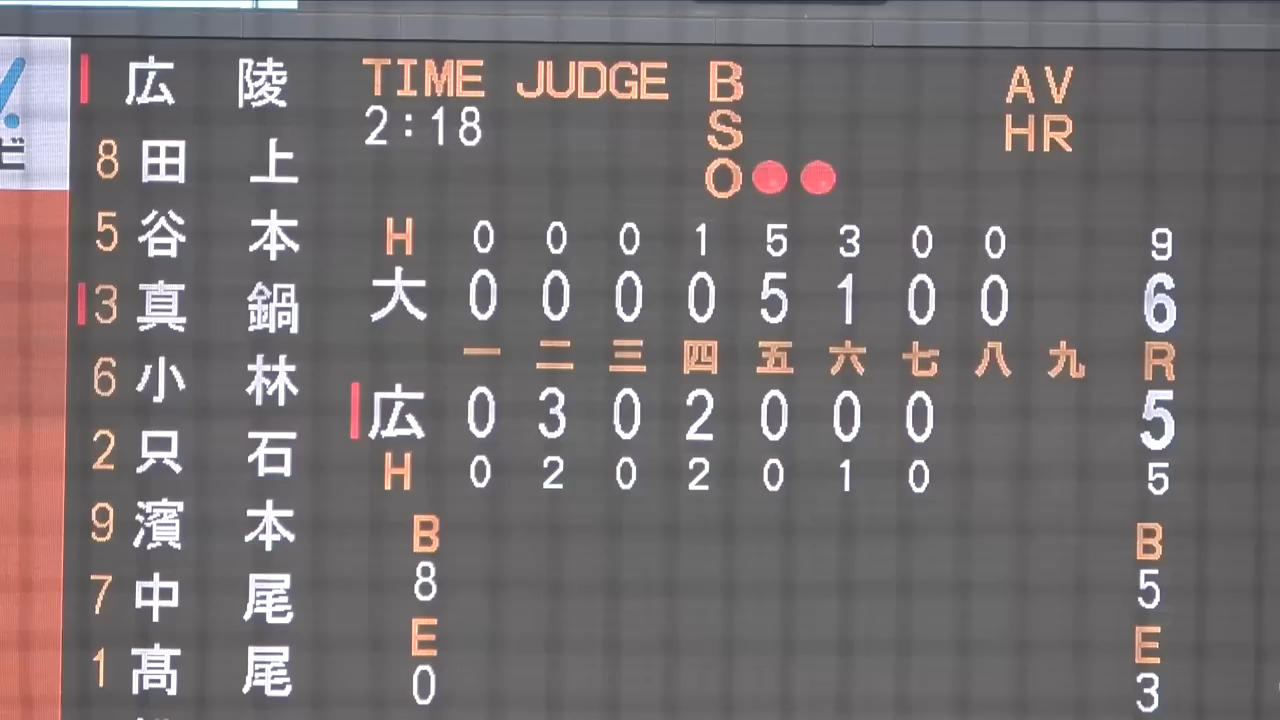 ビ
広 陵
8 田 上
5 谷 本
3 真 鍋
6 小 林
2 只 石
9 濱 本
7 中 尾
1 髙 尾
TIME JUDGE
2:18
B
S
O
AV
HR
H 0 0 0 1 5 3 0 0 9
大 0 0 0 0 5 1 0 0 6
一 二 三 四 五 六 七 八 九 R
広 0 3 0 2 0 0 0 5
H 0 2 0 2 0 1 0 5
B B
8 5
E E
0 3